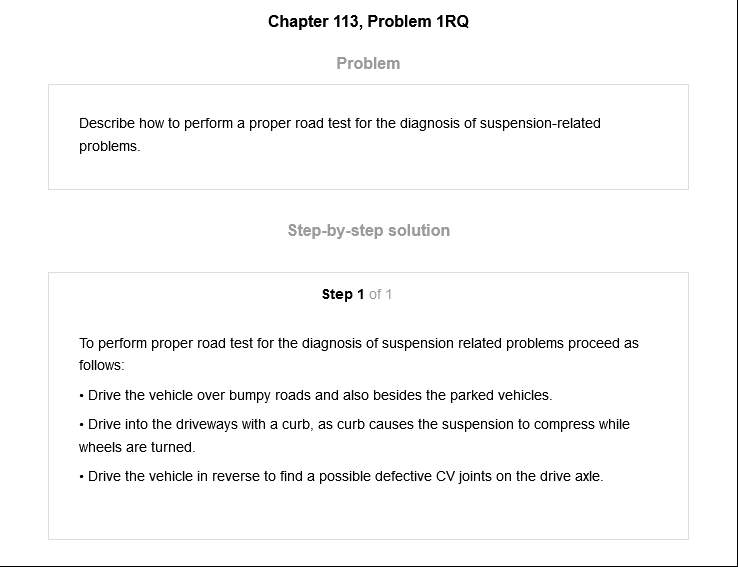 Chapter 113, Problem 1RQ
Problem
Describe how to perform a proper road test for the diagnosis of suspension-related
problems.
Step-by-step solution
Step 1 of 1
To perform proper road test for the diagnosis of suspension related problems proceed as
follows:
• Drive the vehicle over bumpy roads and also besides the parked vehicles.
• Drive into the driveways with a curb, as curb causes the suspension to compress while
wheels are turned.
• Drive the vehicle in reverse to find a possible defective CV joints on the drive axle.